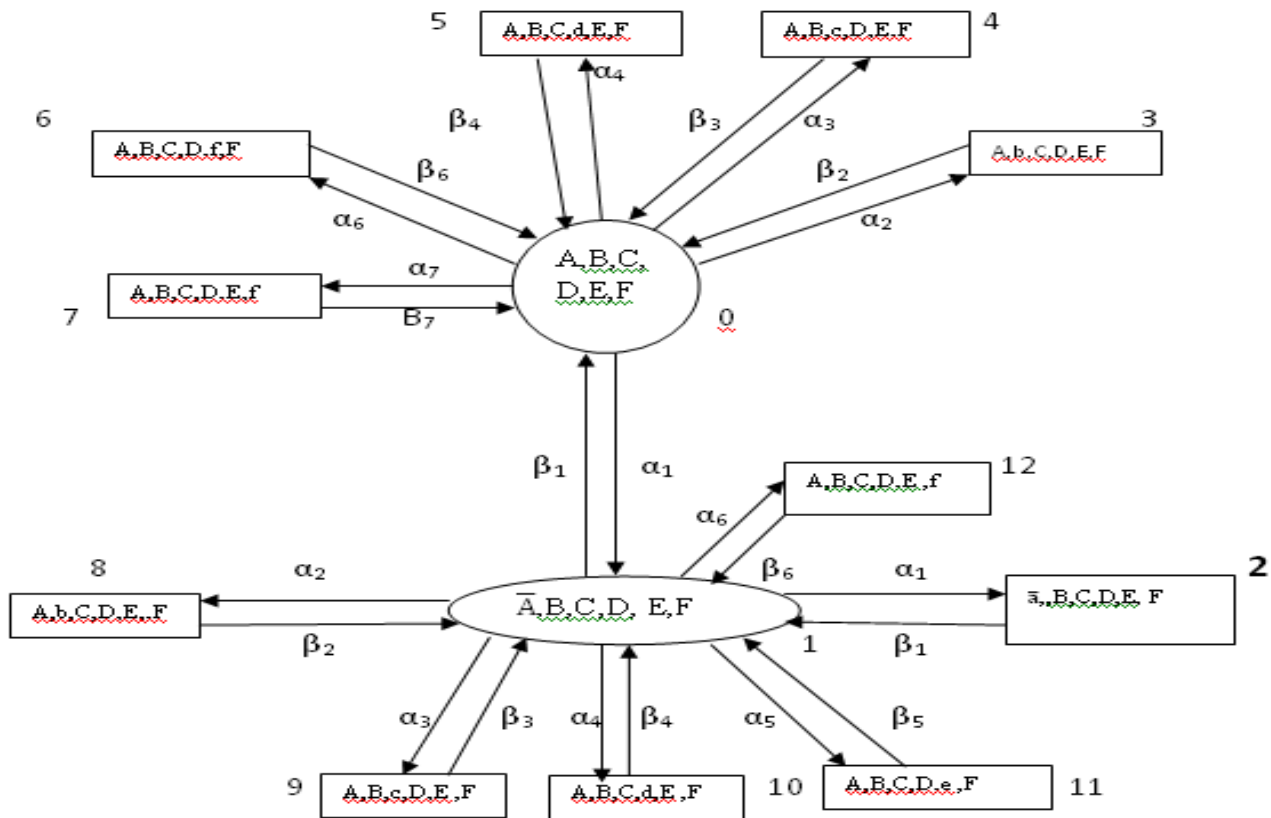 5
A,B,C,d,E,F
A,B,c,D,E,F
4
α₄
β₄
β₃
α₃
6
A,B,C,D,f,F
β₆
α₆
3
A,b,C,D,E,F
β₂
α₂
A,B,C,
D,E,F
0
α₇
A,B,C,D,E,f
B₇
7
β₁
α₁
12
A,B,C,D,E,f
α₆
β₆
8
α₂
A,b,C,D,E,,F
β₂
A̅,B,C,D, E,F
1
α₁
2
a̅,,B,C,D,E, F
β₁
α₃
β₃
α₄
β₄
α₅
β₅
9
A,B,c,D,E,,F
A,B,C,d,E,,F
10
A,B,C,D,e,,F
11